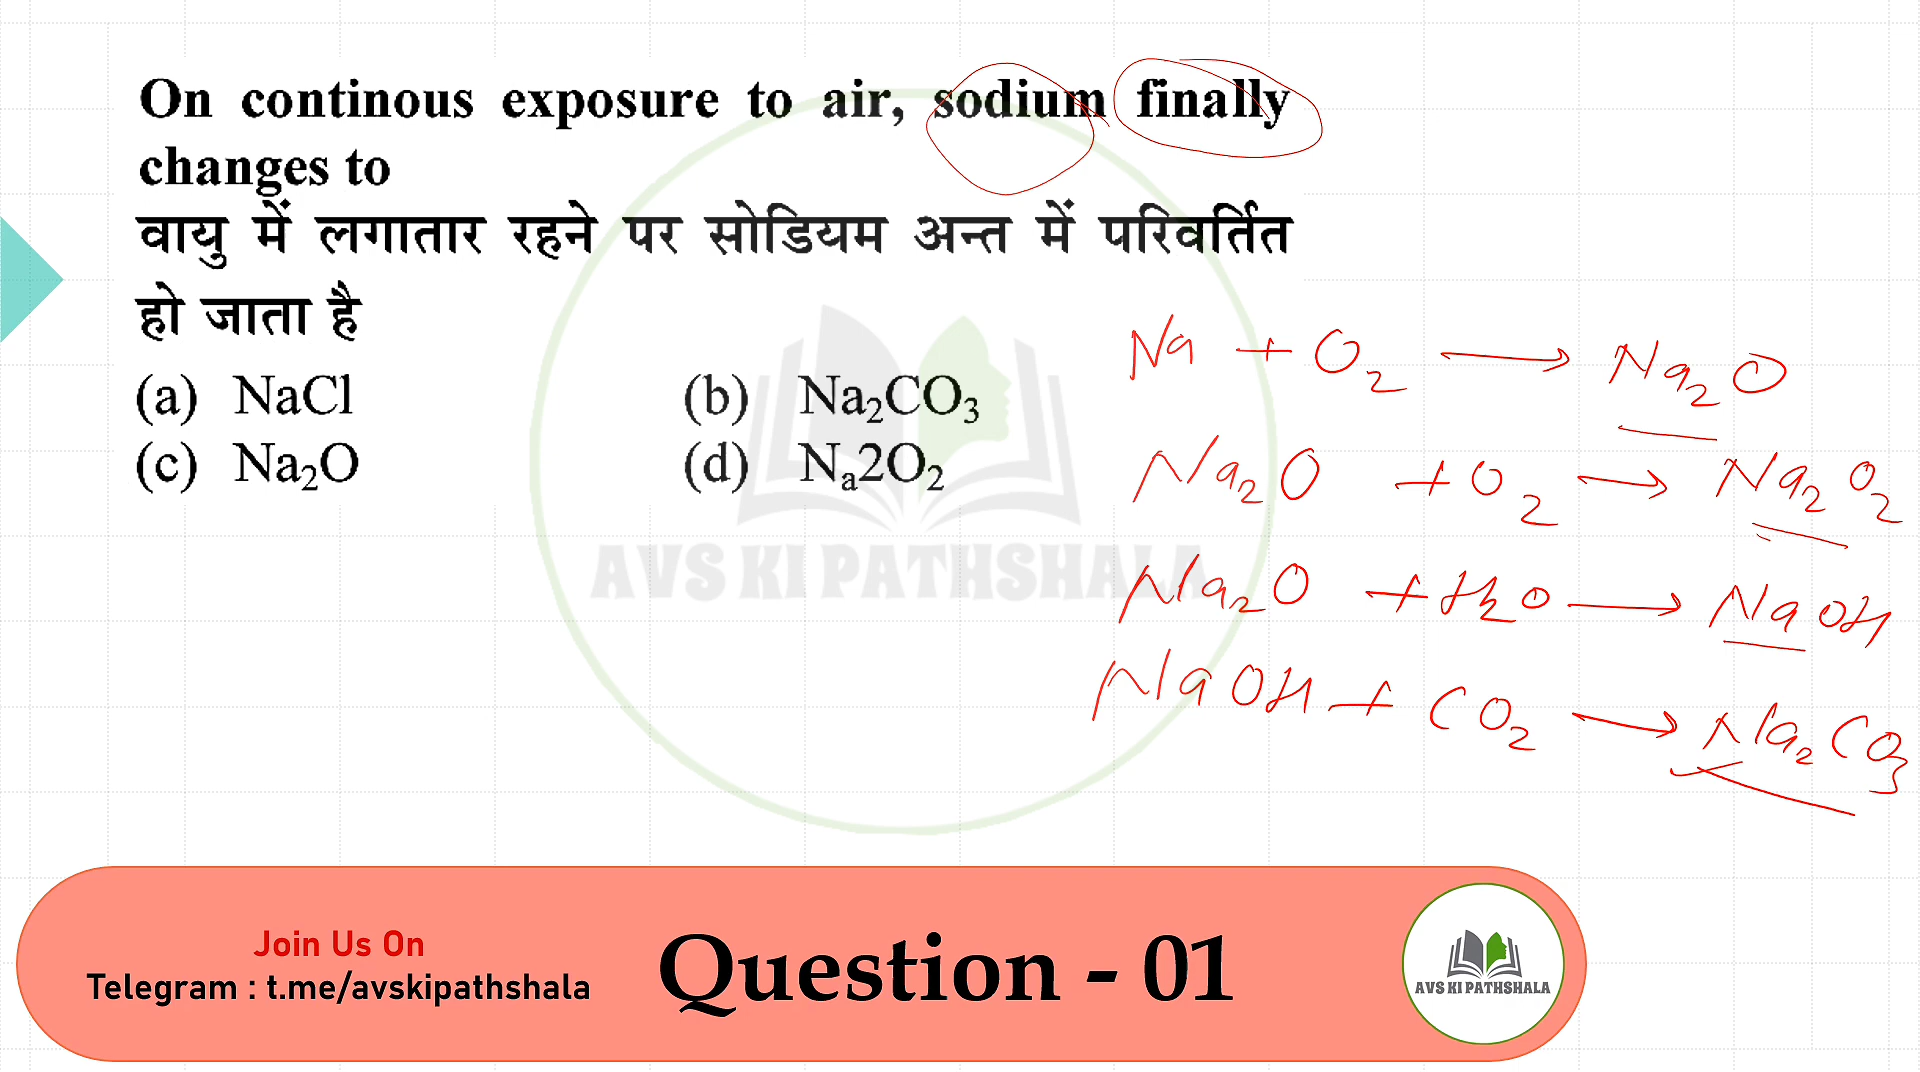 On continous exposure to air, sodium finally
changes to
वायु में लगातार रहने पर सोडियम अन्त में परिवर्तित
हो जाता है
(a) NaCl (b) Na₂CO₃
(c) Na₂O (d) Nₐ2O₂
Na + O₂ → Na₂O
Na₂O + O₂ → Na₂O₂
Na₂O + H₂O → NaOH
NaOH + CO₂ → Na₂CO₃
AVS KI PATHSHALA
Join Us On
Telegram : t.me/avskipathshala
Question - 01
AVS KI PATHSHALA